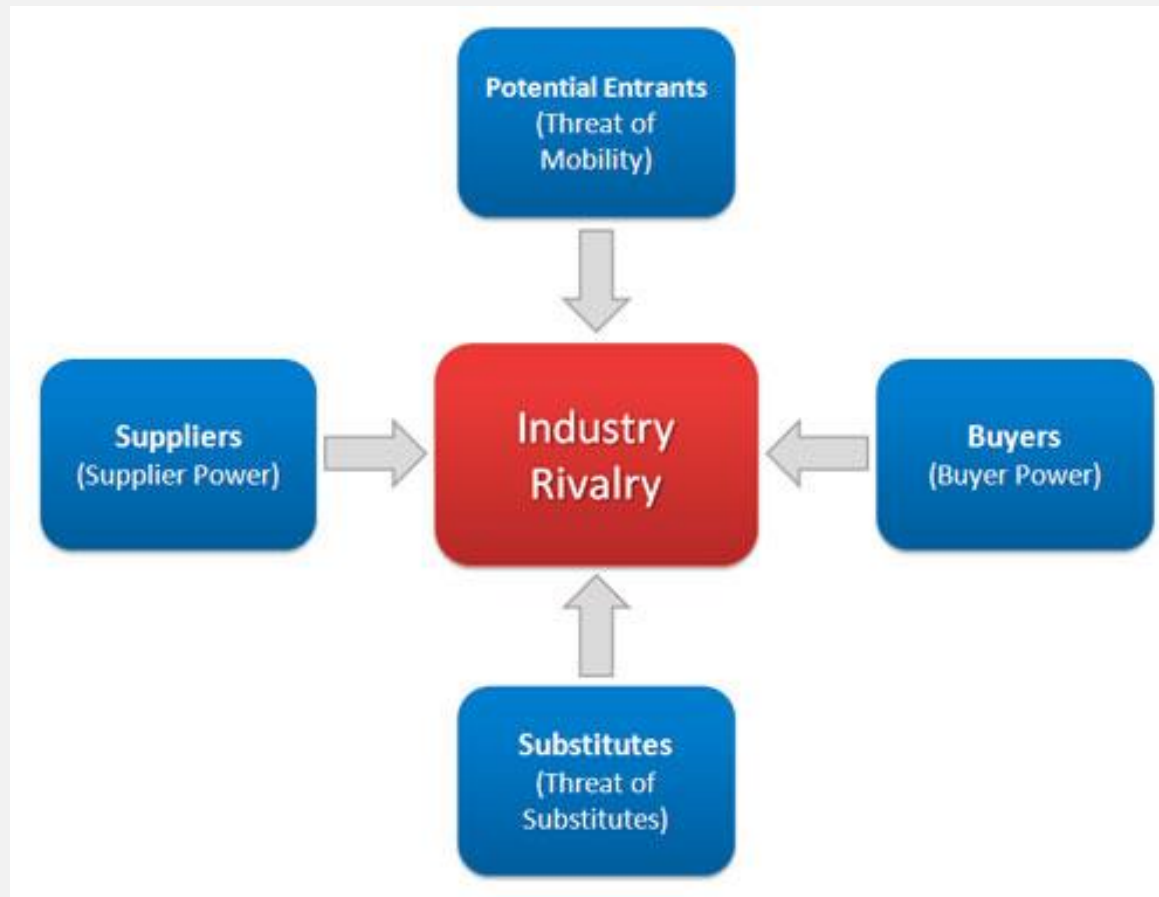 Potential Entrants
(Threat of
Mobility)
Suppliers
(Supplier Power)
Industry
Rivalry
Buyers
(Buyer Power)
Substitutes
(Threat of
Substitutes)